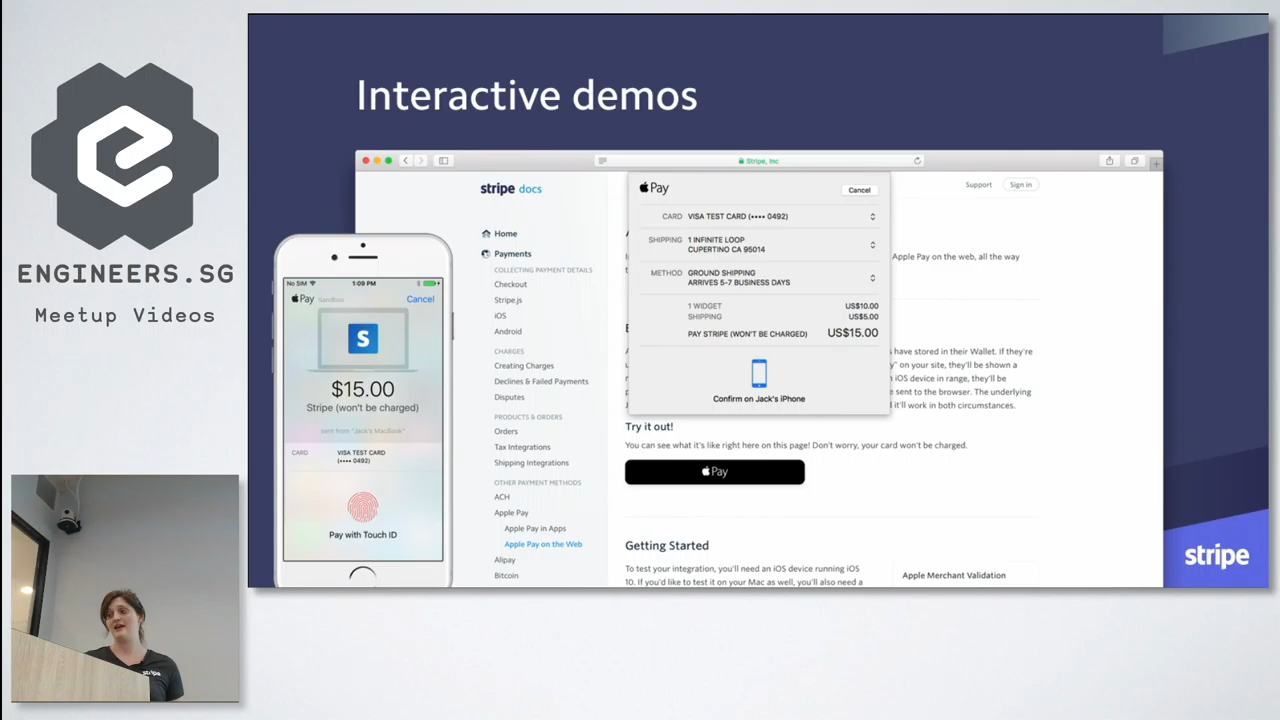 ENGINEERS.SG
Meetup Videos
Interactive demos
Stripe, Inc
stripe docs
Support
Sign in
Home
Payments
COLLECTING PAYMENT DETAILS
Checkout
Stripe.js
iOS
Android
CHARGES
Creating Charges
Declines & Failed Payments
Disputes
PRODUCTS & ORDERS
Orders
Tax Integrations
Shipping Integrations
OTHER PAYMENT METHODS
ACH
Apple Pay
Apple Pay in Apps
Apple Pay on the Web
Alipay
Bitcoin
Pay
Cancel
CARD VISA TEST CARD (•••• 0492)
SHIPPING 1 INFINITE LOOP
CUPERTINO CA 95014
METHOD GROUND SHIPPING
ARRIVES 5-7 BUSINESS DAYS
1 WIDGET US$10.00
SHIPPING US$5.00
PAY STRIPE (WON'T BE CHARGED) US$15.00
Confirm on Jack's iPhone
Apple Pay on the web, all the way
have stored in their Wallet. If they're
on your site, they'll be shown a
iOS device in range, they'll be
sent to the browser. The underlying
it'll work in both circumstances.
Try it out!
You can see what it's like right here on this page! Don't worry, your card won't be charged.
Pay
Getting Started
To test your integration, you'll need an iOS device running iOS
10. If you'd like to test it on your Mac as well, you'll also need a
Apple Merchant Validation
No SIM 1:09 PM
Pay Sandbox Cancel
S
$15.00
Stripe (won't be charged)
sent from "Jack's MacBook"
CARD VISA TEST CARD
(•••• 0492)
Pay with Touch ID
stripe
stripe